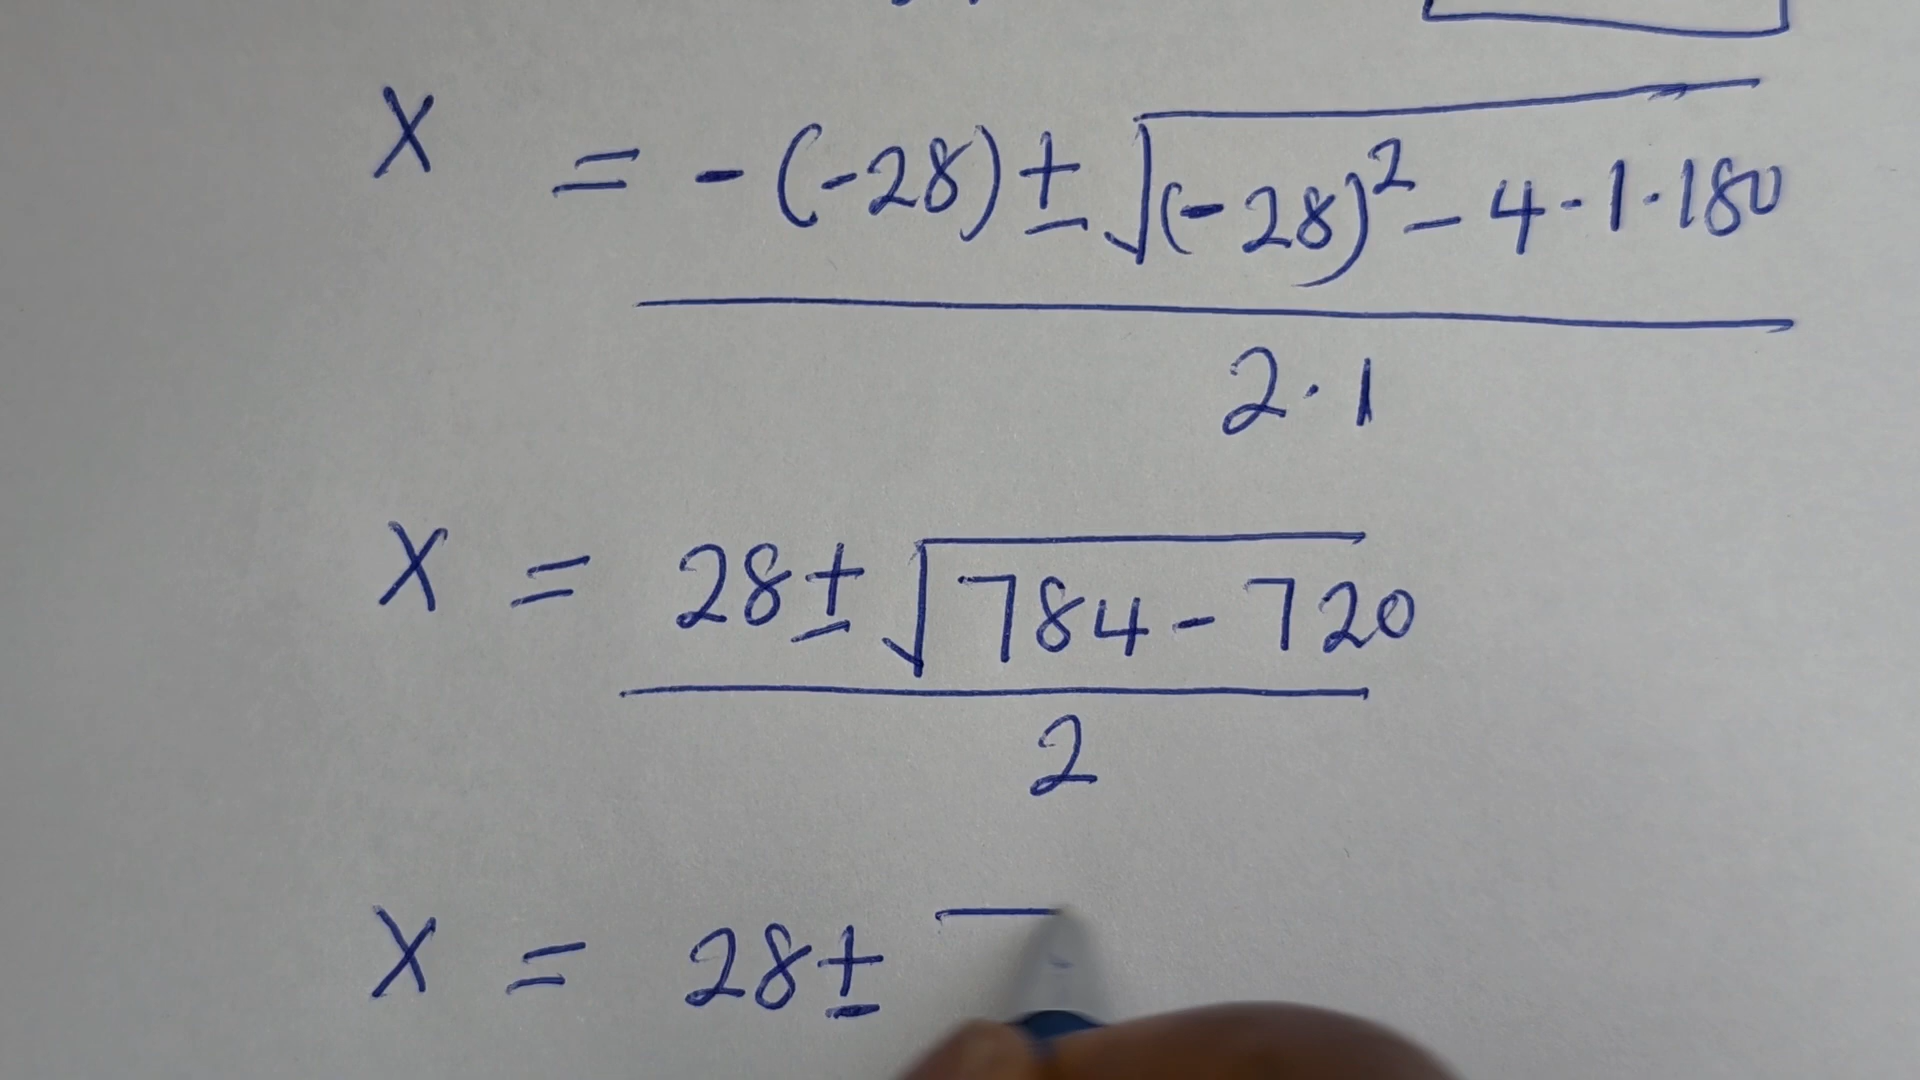 X = -(-28) ± √(-28)² - 4·1·180
2·1
X = 28 ± √784 - 720
2
X = 28 ±